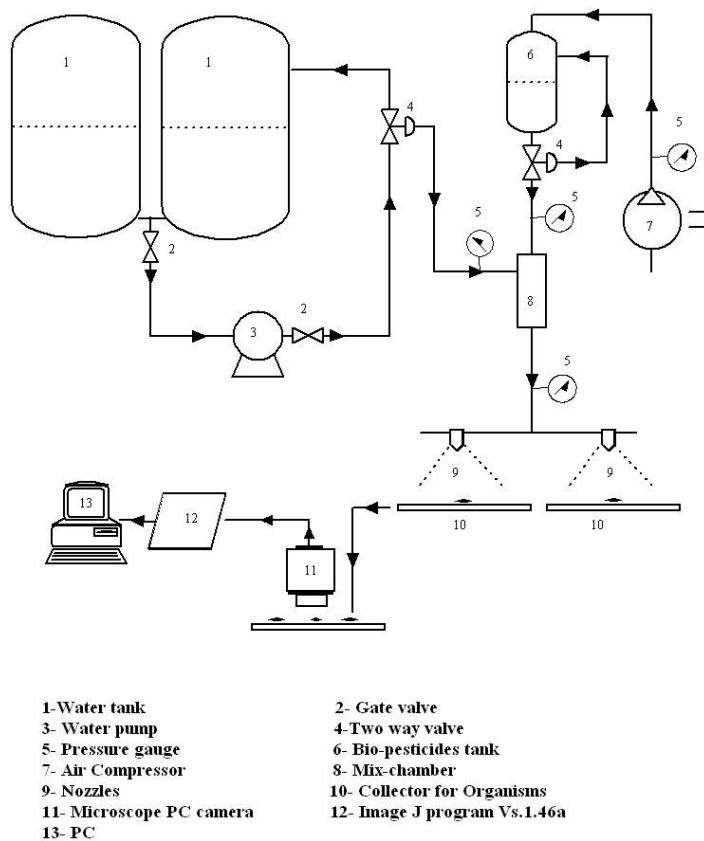 1
1
6
5
4
4
5
7
5
2
2
3
8
5
9
9
13
12
10
10
11
1-Water tank
2- Gate valve
3- Water pump
4-Two way valve
5- Pressure gauge
6- Bio-pesticides tank
7- Air Compressor
8- Mix-chamber
9- Nozzles
10- Collector for Organisms
11- Microscope PC camera
12- Image J program Vs.1.46a
13- PC